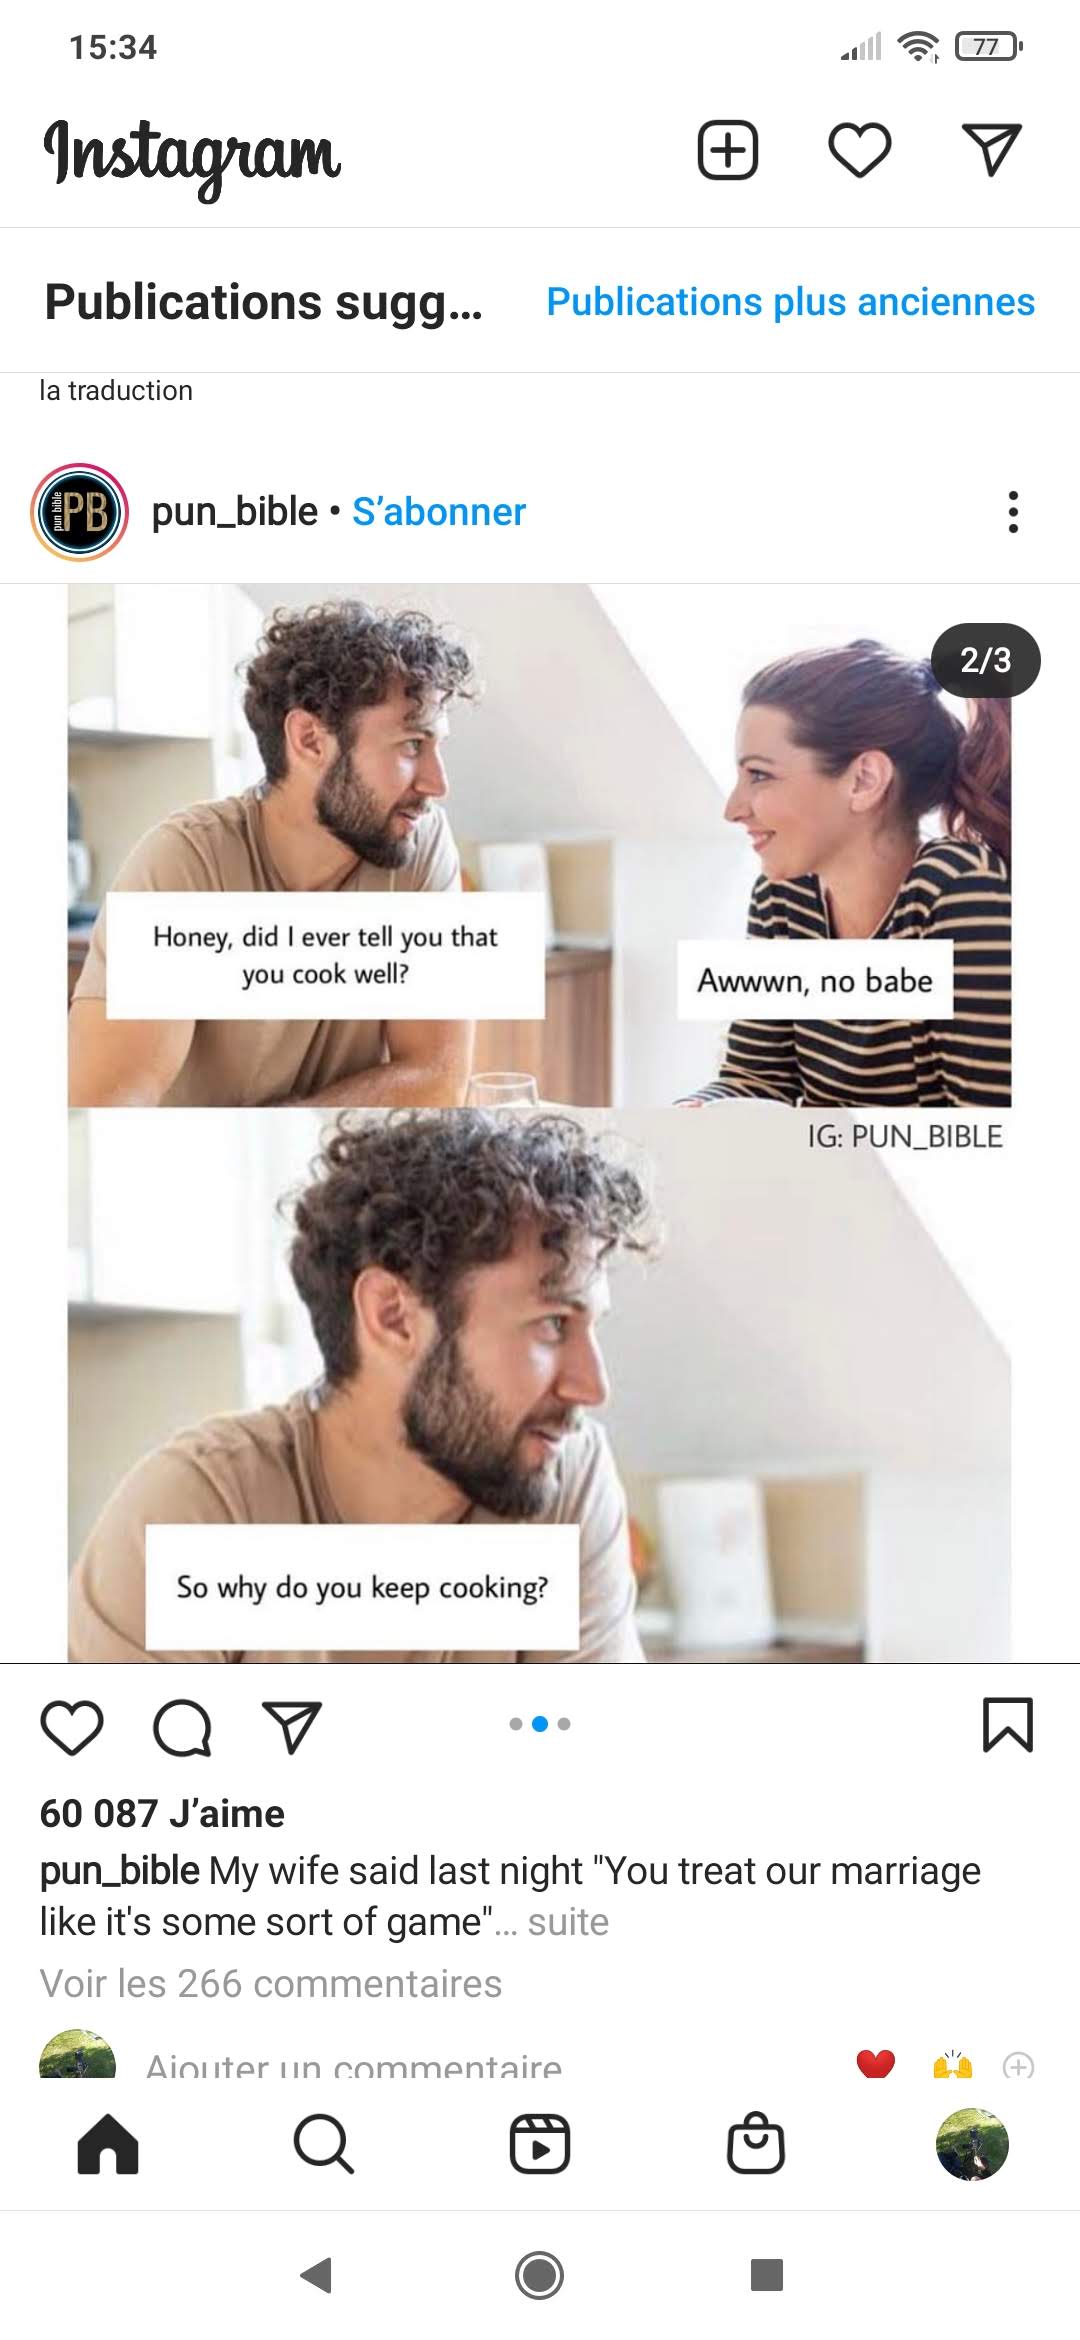 15:34
77
Instagram
Publications sugg...
Publications plus anciennes
la traduction
pun bible
PB
pun_bible • S’abonner
2/3
Honey, did I ever tell you that
you cook well?
Awwwn, no babe
IG: PUN_BIBLE
So why do you keep cooking?
60 087 J’aime
pun_bible My wife said last night "You treat our marriage
like it's some sort of game"... suite
Voir les 266 commentaires
Ajouter un commentaire